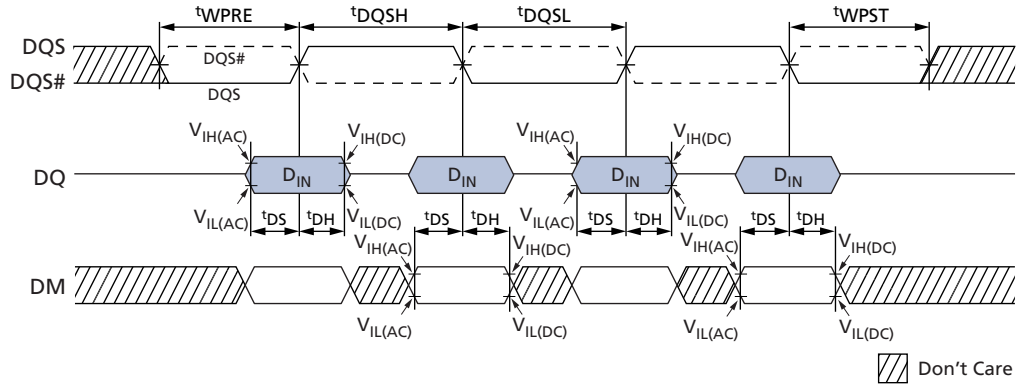 tWPRE tDQSH tDQSL tWPST
DQS
DQS#
DQS#
DQS
VIH(AC) VIH(DC) VIH(AC) VIH(DC)
DQ DIN DIN DIN DIN
VIL(AC) VIL(DC) VIL(AC) VIL(DC)
tDS tDH tDS tDH tDS tDH tDS tDH
VIH(AC) VIH(DC) VIH(AC) VIH(DC)
DM
VIL(AC) VIL(DC) VIL(AC) VIL(DC)
Don't Care